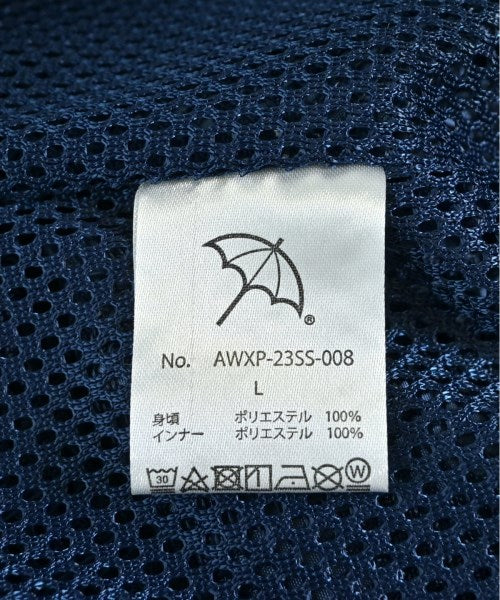 ®
No. AWXP-23SS-008
L
身頃 ポリエステル 100%
インナー ポリエステル 100%
30 W